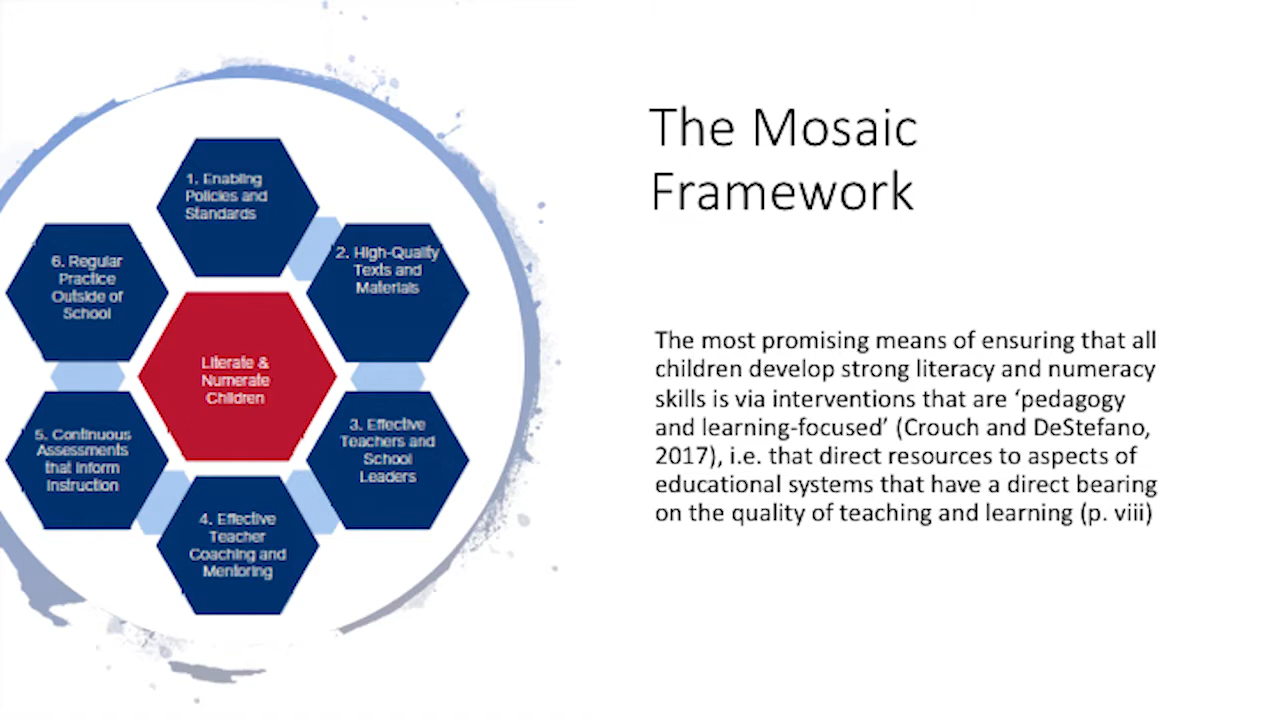 The Mosaic
Framework
1. Enabling
Policies and
Standards
2. High-Quality
Texts and
Materials
3. Effective
Teachers and
School
Leaders
4. Effective
Teacher
Coaching and
Mentoring
5. Continuous
Assessments
that Inform
Instruction
6. Regular
Practice
Outside of
School
Literate &
Numerate
Children
The most promising means of ensuring that all
children develop strong literacy and numeracy
skills is via interventions that are ‘pedagogy
and learning-focused’ (Crouch and DeStefano,
2017), i.e. that direct resources to aspects of
educational systems that have a direct bearing
on the quality of teaching and learning (p. viii)